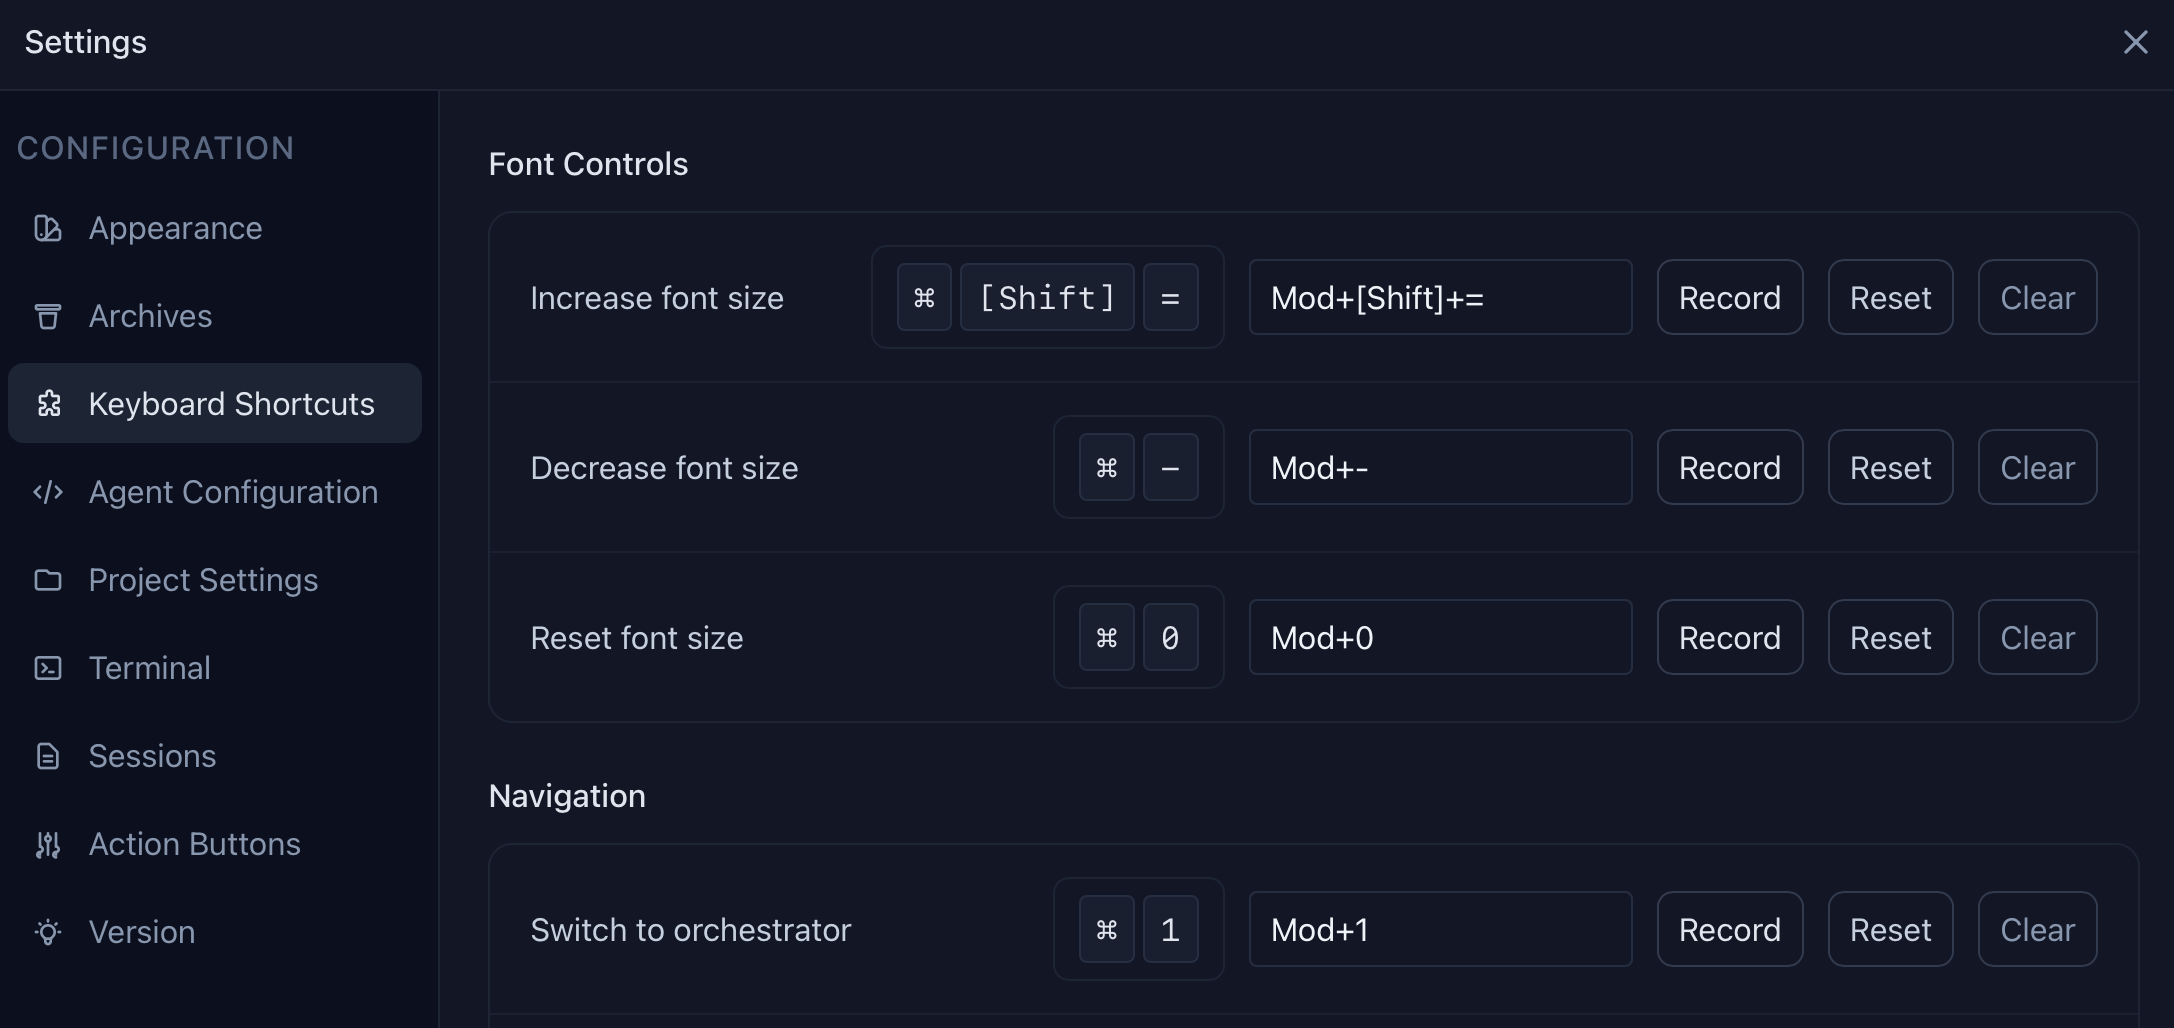 Settings
CONFIGURATION
Appearance
Archives
Keyboard Shortcuts
Agent Configuration
Project Settings
Terminal
Sessions
Action Buttons
Version
Font Controls
Increase font size ⌘ [Shift] = Mod+[Shift]+= Record Reset Clear
Decrease font size ⌘ - Mod+- Record Reset Clear
Reset font size ⌘ 0 Mod+0 Record Reset Clear
Navigation
Switch to orchestrator ⌘ 1 Mod+1 Record Reset Clear